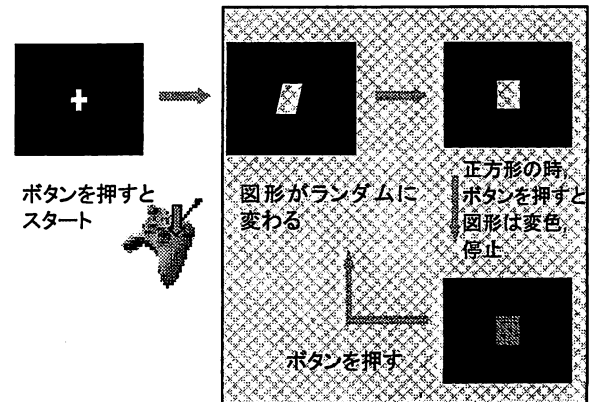 ボタンを押すと
スタート
図形がランダムに
変わる
正方形の時,
ボタンを押すと
図形は変色,
停止
ボタンを押す